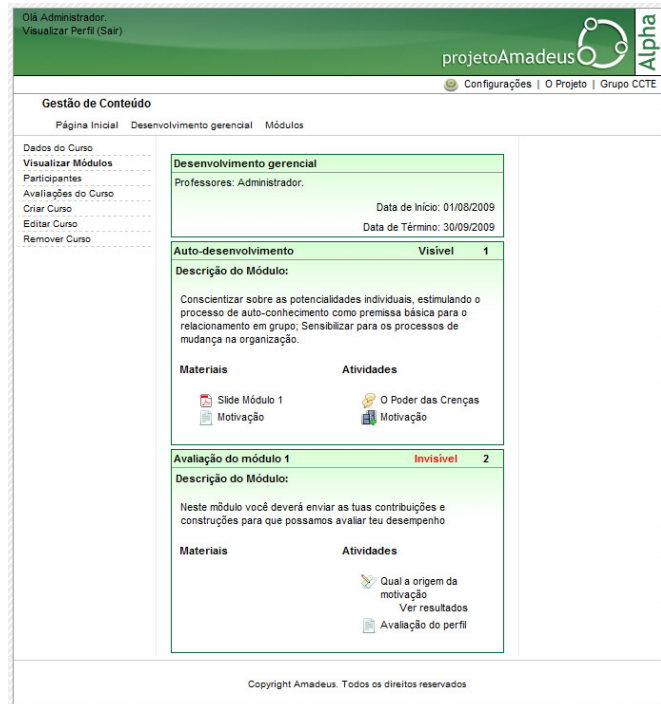 Olá Administrador.
Visualizar Perfil (Sair)
projetoAmadeus
Alpha
Configurações | O Projeto | Grupo CCTE
Gestão de Conteúdo
Página Inicial Desenvolvimento gerencial Módulos
Dados do Curso
Visualizar Módulos
Participantes
Avaliações do Curso
Criar Curso
Editar Curso
Remover Curso
Desenvolvimento gerencial
Professores: Administrador.
Data de Início: 01/08/2009
Data de Término: 30/09/2009
Auto-desenvolvimento Visível 1
Descrição do Módulo:
Conscientizar sobre as potencialidades individuais, estimulando o
processo de auto-conhecimento como premissa básica para o
relacionamento em grupo; Sensibilizar para os processos de
mudança na organização.
Materiais Atividades
Slide Módulo 1 O Poder das Crenças
Motivação Motivação
Avaliação do módulo 1 Invisível 2
Descrição do Módulo:
Neste módulo você deverá enviar as tuas contribuições e
construções para que possamos avaliar teu desempenho
Materiais Atividades
Qual a origem da
motivação
Ver resultados
Avaliação do perfil
Copyright Amadeus. Todos os direitos reservados